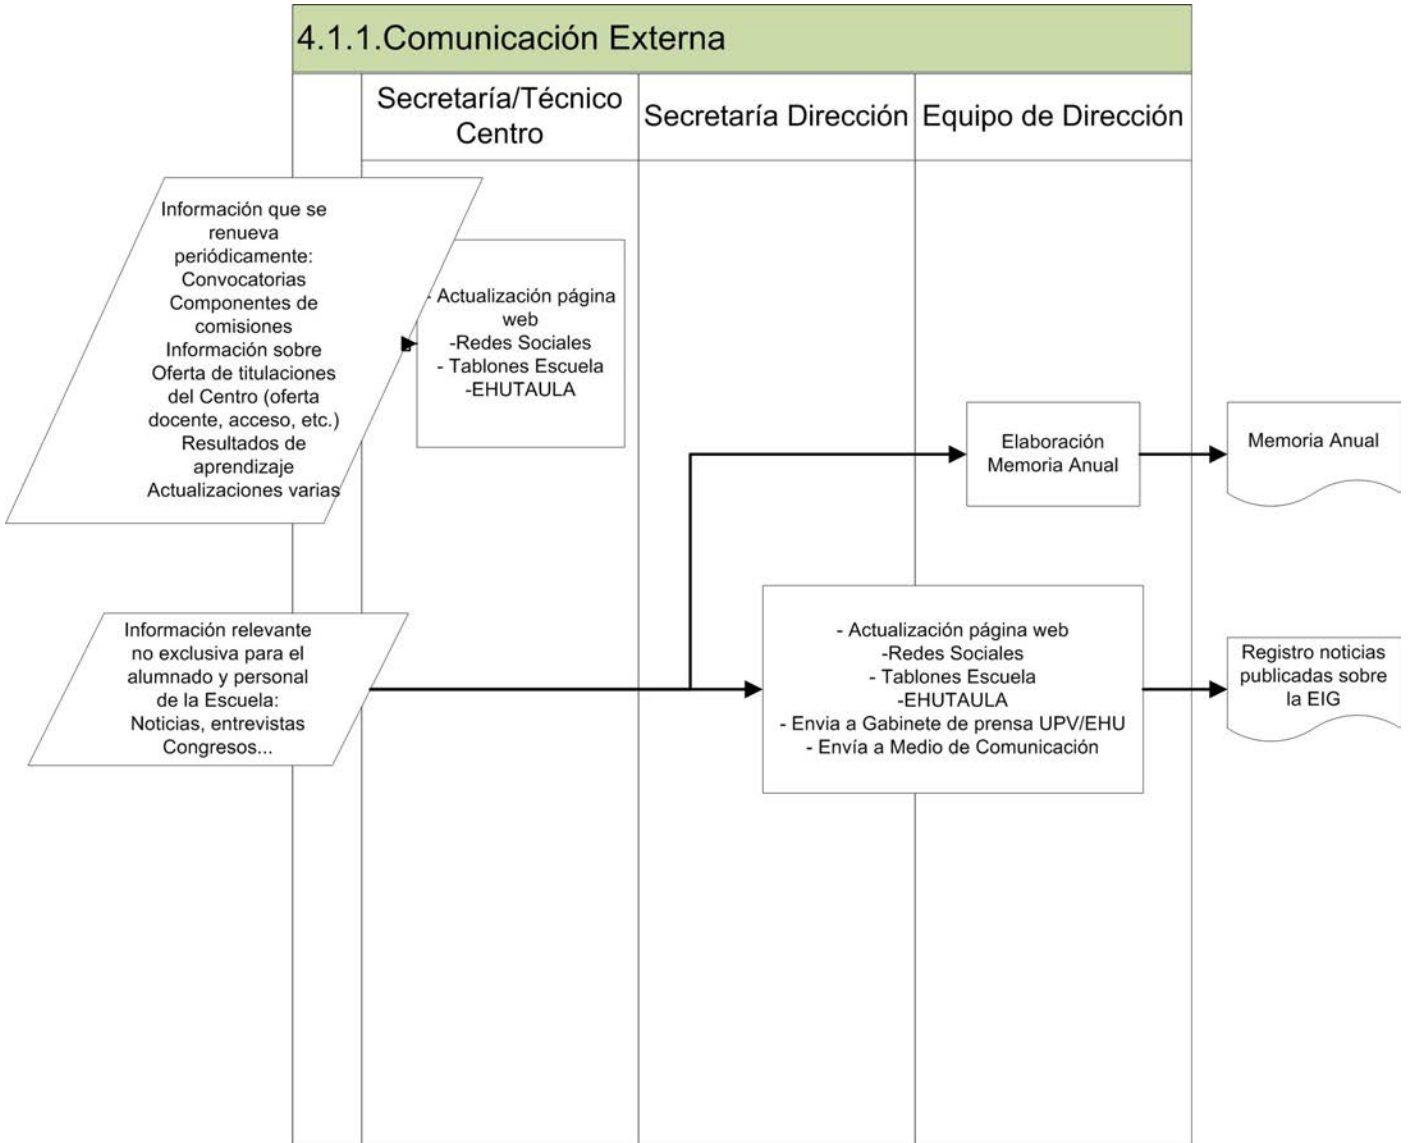 4.1.1.Comunicación Externa
Secretaría/Técnico
Centro
Secretaría Dirección
Equipo de Dirección
Información que se
renueva
periódicamente:
Convocatorias
Componentes de
comisiones
Información sobre
Oferta de titulaciones
del Centro (oferta
docente, acceso, etc.)
Resultados de
aprendizaje
Actualizaciones varias
- Actualización página
web
-Redes Sociales
- Tablones Escuela
-EHUTAULA
Elaboración
Memoria Anual
Memoria Anual
Información relevante
no exclusiva para el
alumnado y personal
de la Escuela:
Noticias, entrevistas
Congresos...
- Actualización página web
-Redes Sociales
- Tablones Escuela
-EHUTAULA
- Envia a Gabinete de prensa UPV/EHU
- Envía a Medio de Comunicación
Registro noticias
publicadas sobre
la EIG